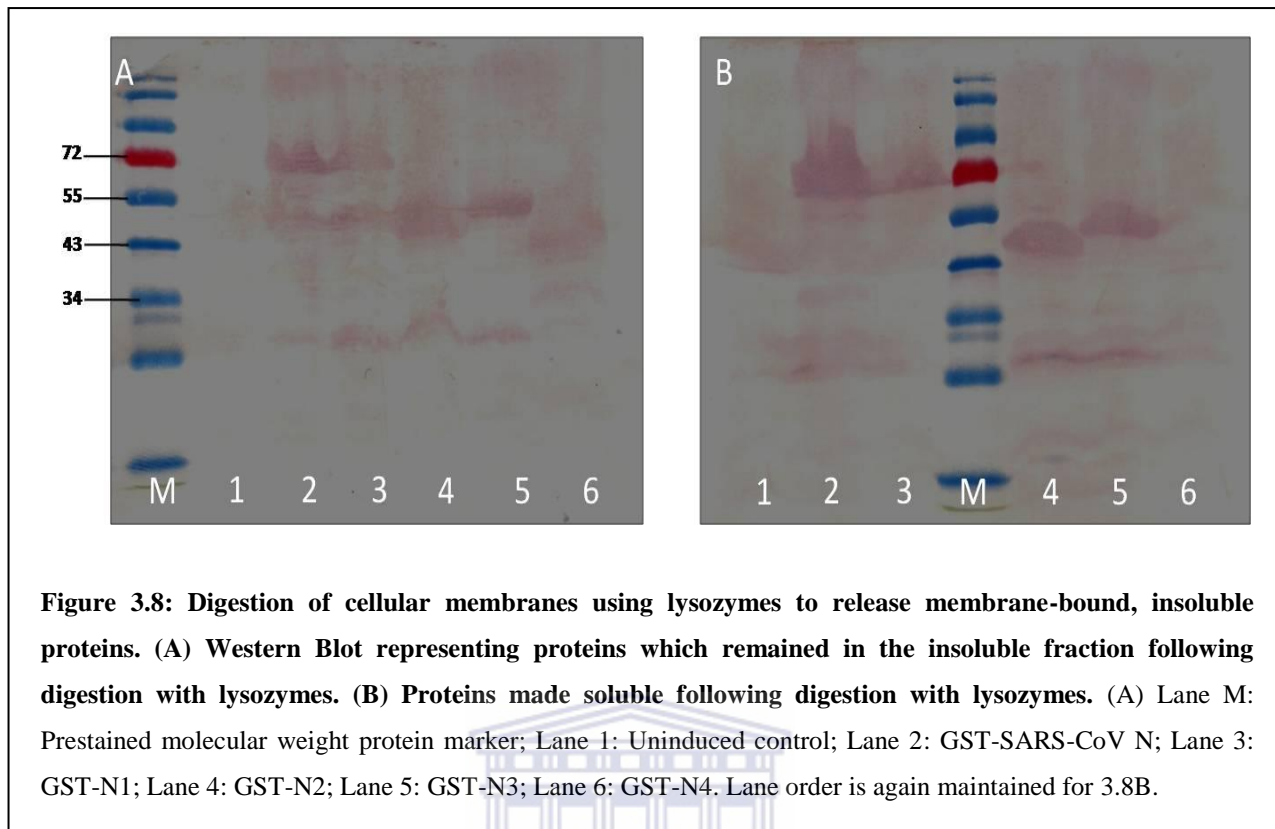 A
B
72
55
43
34
M 1 2 3 4 5 6
1 2 3 M 4 5 6
Figure 3.8: Digestion of cellular membranes using lysozymes to release membrane-bound, insoluble
proteins. (A) Western Blot representing proteins which remained in the insoluble fraction following
digestion with lysozymes. (B) Proteins made soluble following digestion with lysozymes. (A) Lane M:
Prestained molecular weight protein marker; Lane 1: Uninduced control; Lane 2: GST-SARS-CoV N; Lane 3:
GST-N1; Lane 4: GST-N2; Lane 5: GST-N3; Lane 6: GST-N4. Lane order is again maintained for 3.8B.